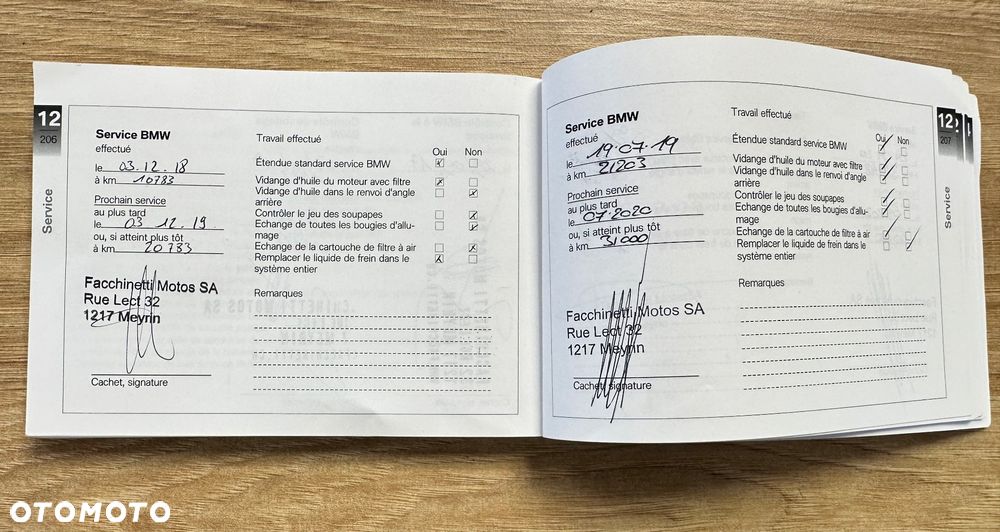 12
206
Service
Service BMW
effectué
le 03.12.18
à km 10783
Prochain service
au plus tard
le 03 12.19
ou, si atteint plus tôt
à km 20783
Facchinetti Motos SA
Rue Lect 32
1217 Meyrin
Cachet, signature
Travail effectué
Oui Non
Étendue standard service BMW
Vidange d'huile du moteur avec filtre
Vidange d'huile dans le renvoi d'angle
arrière
Contrôler le jeu des soupapes
Echange de toutes les bougies d'allu-
mage
Echange de la cartouche de filtre à air
Remplacer le liquide de frein dans le
système entier
Remarques
Service BMW
effectué
le 19.07.19
à km 21203
Prochain service
au plus tard
le 07.2020
ou, si atteint plus tôt
à km 31000
Facchinetti Motos SA
Rue Lect 32
1217 Meyrin
Cachet, signature
Travail effectué
Oui Non
Étendue standard service BMW
Vidange d'huile du moteur avec filtre
Vidange d'huile dans le renvoi d'angle
arrière
Contrôler le jeu des soupapes
Echange de toutes les bougies d'allu-
mage
Echange de la cartouche de filtre à air
Remplacer le liquide de frein dans le
système entier
Remarques
12
207
Service
OTOMOTO